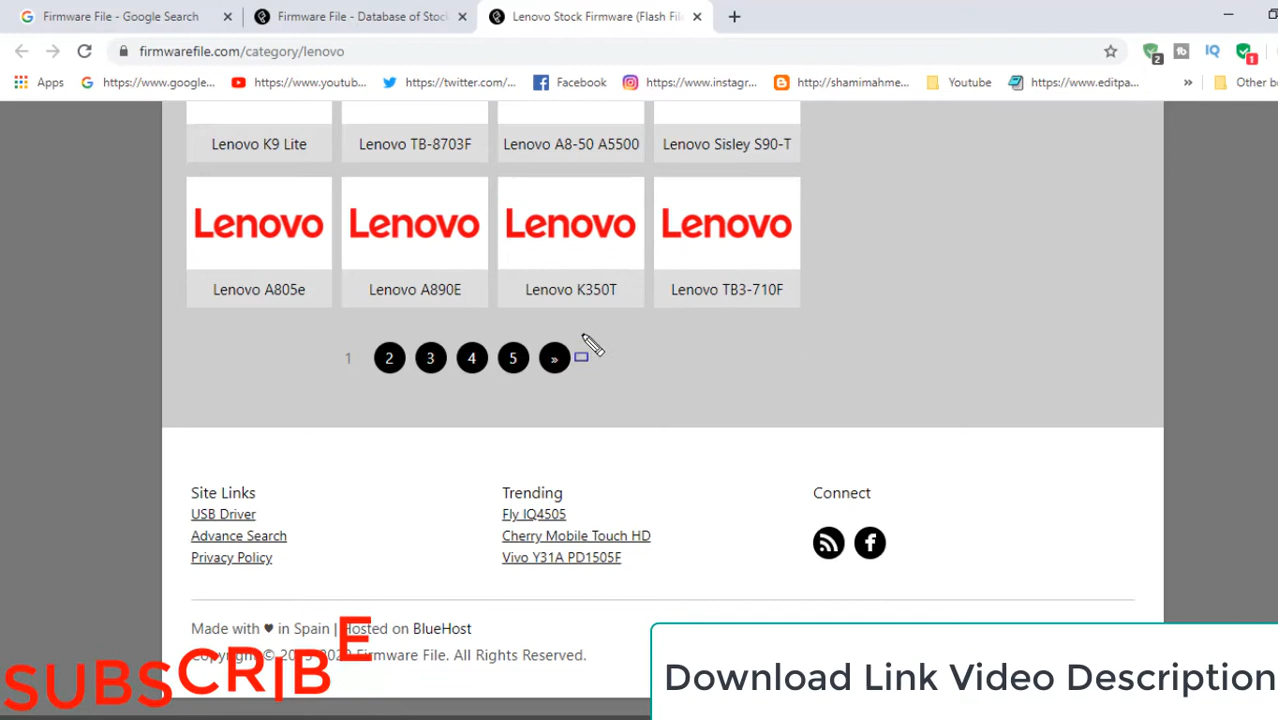 Firmware File - Google Search
Firmware File - Database of Stock
Lenovo Stock Firmware (Flash File
firmwarefile.com/category/lenovo
IQ
2
1
Apps
https://www.google...
https://www.youtub...
https://twitter.com/...
Facebook
https://www.instagr...
http://shamimahme...
Youtube
https://www.editpa...
»
Other b
Lenovo K9 Lite
Lenovo TB-8703F
Lenovo A8-50 A5500
Lenovo Sisley S90-T
Lenovo
Lenovo
Lenovo
Lenovo
Lenovo A805e
Lenovo A890E
Lenovo K350T
Lenovo TB3-710F
1 2 3 4 5 »
Site Links
USB Driver
Advance Search
Privacy Policy
Trending
Fly IQ4505
Cherry Mobile Touch HD
Vivo Y31A PD1505F
Connect
Made with ♥ in Spain | Hosted on BlueHost
Firmware File. All Rights Reserved.
SUBSCRIBE
Download Link Video Description